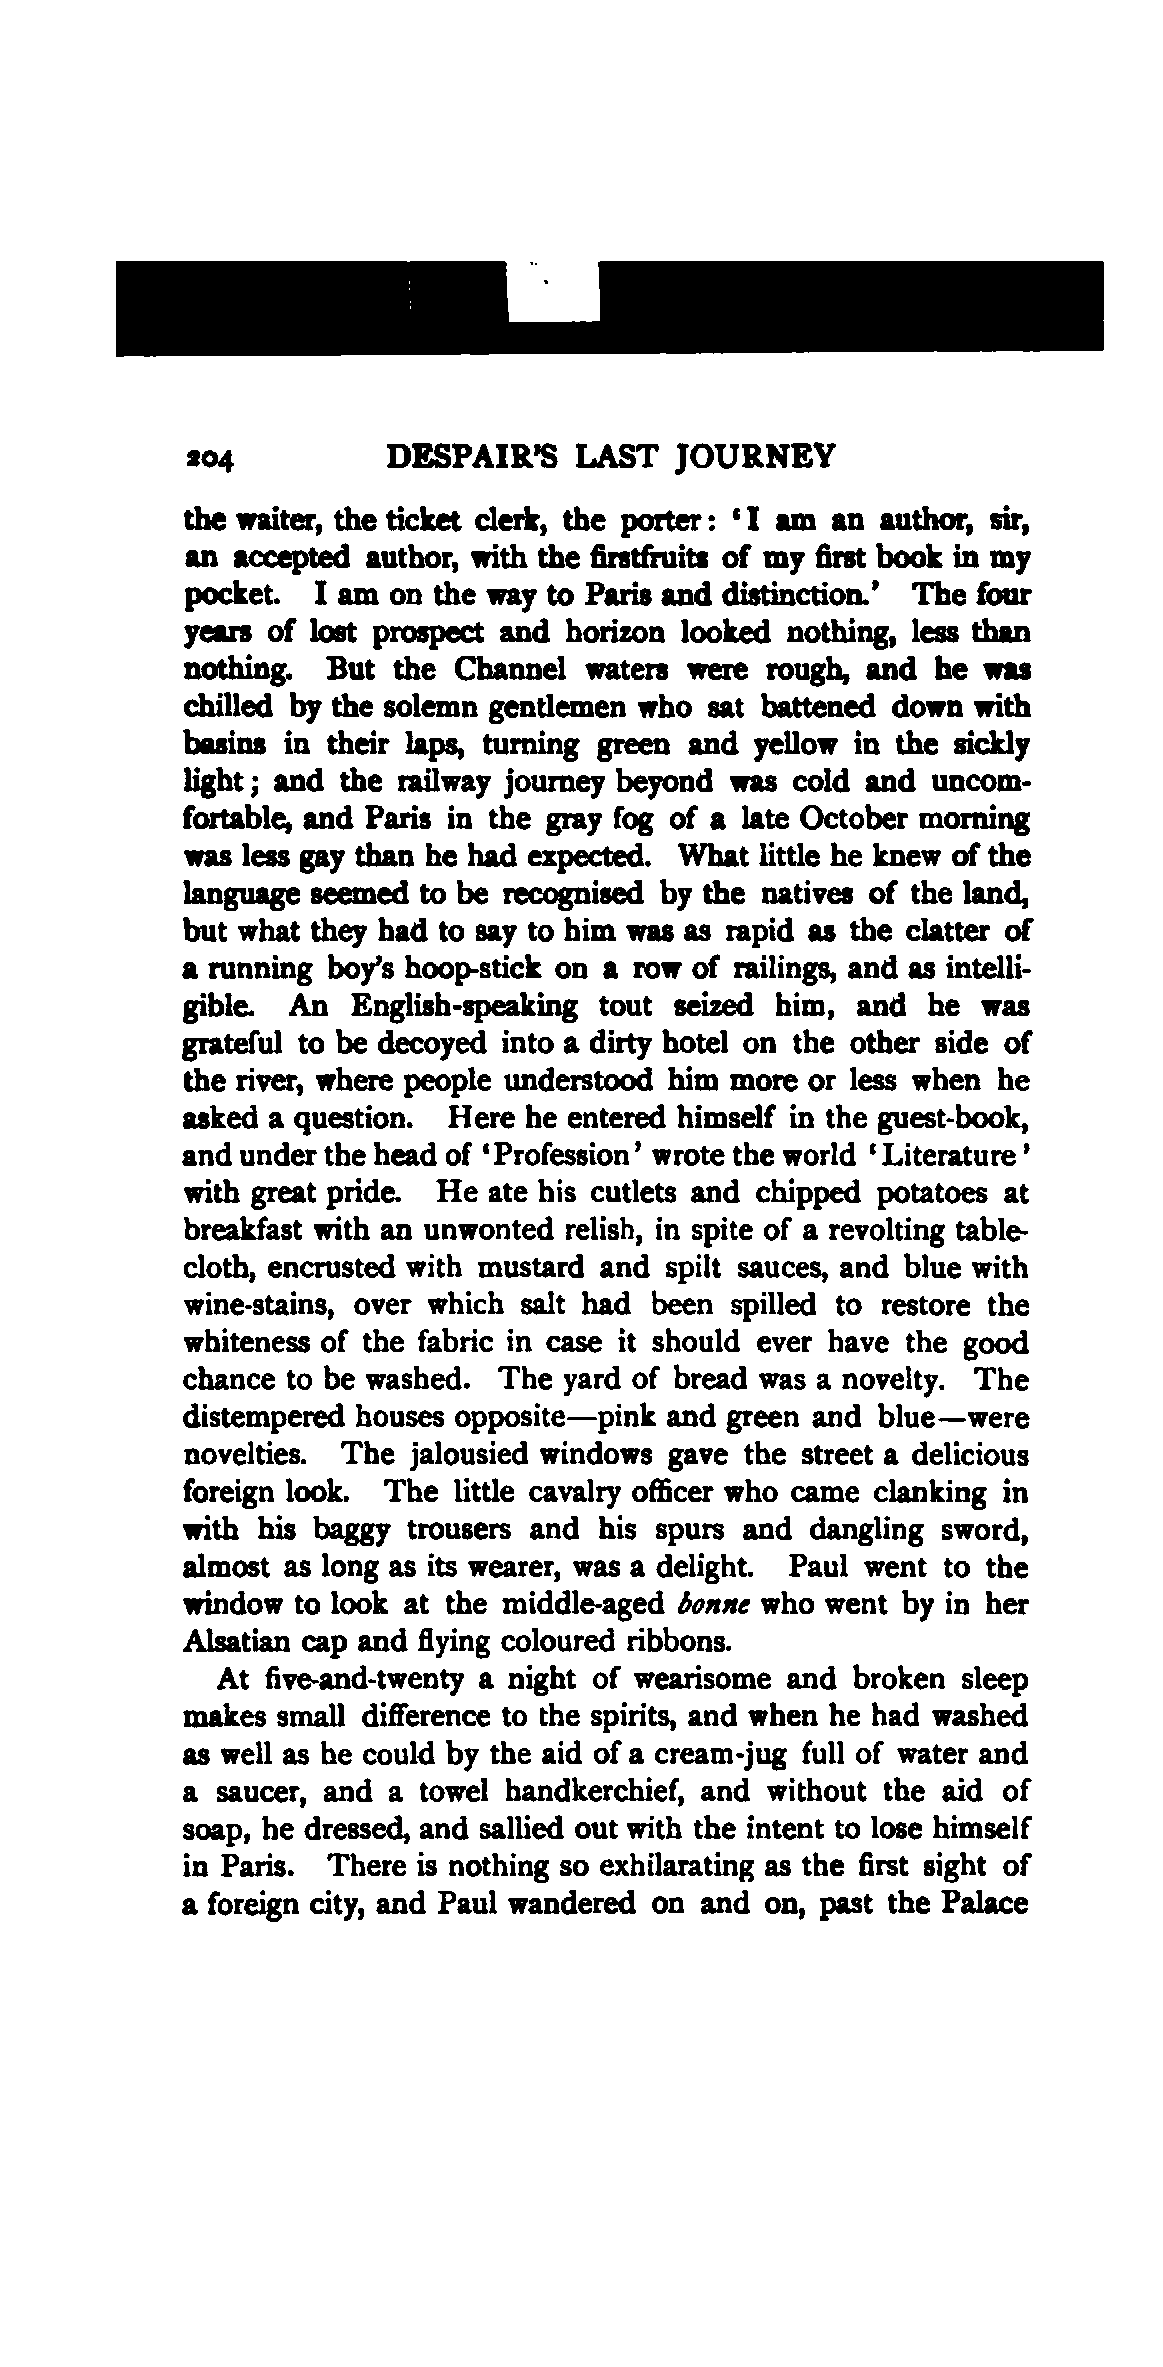 204 DESPAIR'S LAST JOURNEY
the waiter, the ticket clerk, the porter: 'I am an author, sir,
an accepted author, with the firstfruits of my first book in my
pocket. I am on the way to Paris and distinction.' The four
years of lost prospect and horizon looked nothing, less than
nothing. But the Channel waters were rough, and he was
chilled by the solemn gentlemen who sat battened down with
basins in their laps, turning green and yellow in the sickly
light; and the railway journey beyond was cold and uncom-
fortable, and Paris in the gray fog of a late October morning
was less gay than he had expected. What little he knew of the
language seemed to be recognised by the natives of the land,
but what they had to say to him was as rapid as the clatter of
a running boy's hoop-stick on a row of railings, and as intelli-
gible. An English-speaking tout seized him, and he was
grateful to be decoyed into a dirty hotel on the other side of
the river, where people understood him more or less when he
asked a question. Here he entered himself in the guest-book,
and under the head of 'Profession' wrote the world 'Literature'
with great pride. He ate his cutlets and chipped potatoes at
breakfast with an unwonted relish, in spite of a revolting table-
cloth, encrusted with mustard and spilt sauces, and blue with
wine-stains, over which salt had been spilled to restore the
whiteness of the fabric in case it should ever have the good
chance to be washed. The yard of bread was a novelty. The
distempered houses opposite—pink and green and blue—were
novelties. The jalousied windows gave the street a delicious
foreign look. The little cavalry officer who came clanking in
with his baggy trousers and his spurs and dangling sword,
almost as long as its wearer, was a delight. Paul went to the
window to look at the middle-aged bonne who went by in her
Alsatian cap and flying coloured ribbons.
At five-and-twenty a night of wearisome and broken sleep
makes small difference to the spirits, and when he had washed
as well as he could by the aid of a cream-jug full of water and
a saucer, and a towel handkerchief, and without the aid of
soap, he dressed, and sallied out with the intent to lose himself
in Paris. There is nothing so exhilarating as the first sight of
a foreign city, and Paul wandered on and on, past the Palace